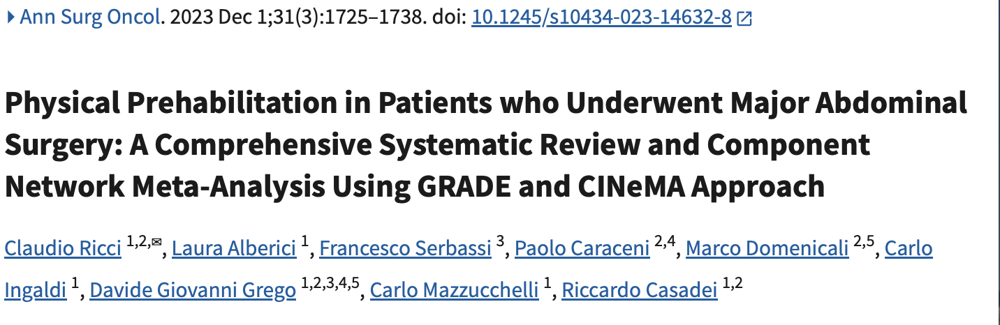 Ann Surg Oncol. 2023 Dec 1;31(3):1725–1738. doi: 10.1245/s10434-023-14632-8
Physical Prehabilitation in Patients who Underwent Major Abdominal
Surgery: A Comprehensive Systematic Review and Component
Network Meta-Analysis Using GRADE and CINeMA Approach
Claudio Ricci 1,2,✉, Laura Alberici 1, Francesco Serbassi 3, Paolo Caraceni 2,4, Marco Domenicali 2,5, Carlo
Ingaldi 1, Davide Giovanni Grego 1,2,3,4,5, Carlo Mazzucchelli 1, Riccardo Casadei 1,2